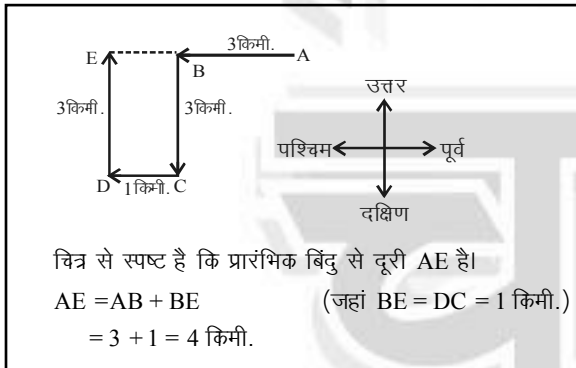 3किमी.
E
B
A
3किमी.
3किमी.
D
1किमी.
C
उत्तर
पश्चिम
पूर्व
दक्षिण
चित्र से स्पष्ट है कि प्रारंभिक बिंदु से दूरी AE है।
AE =AB + BE (जहां BE = DC = 1 किमी.)
= 3 + 1 = 4 किमी.